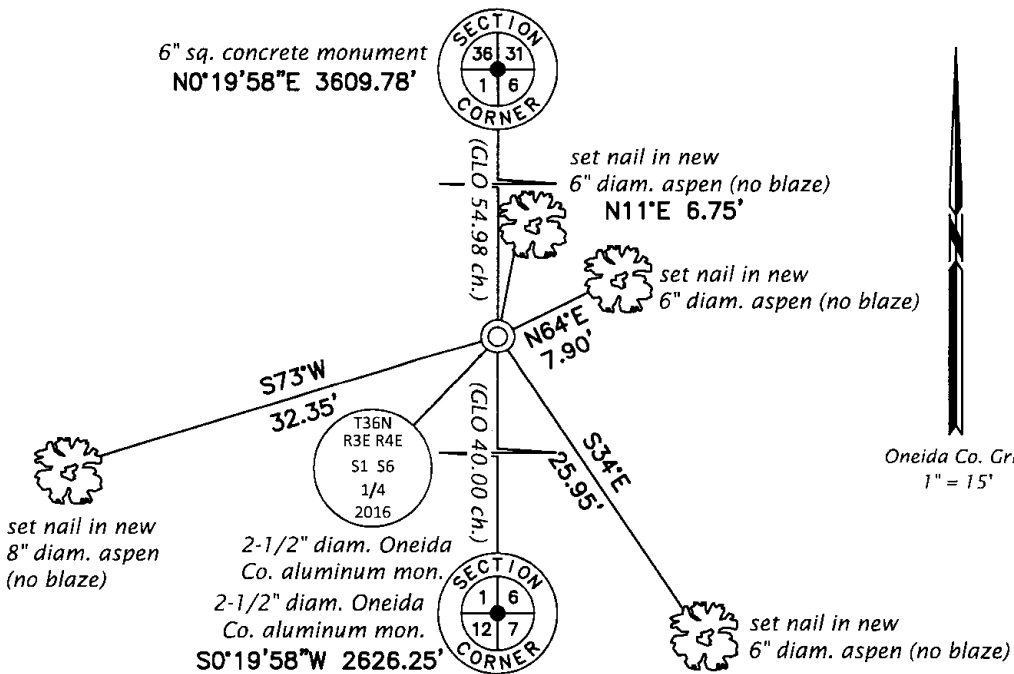 SECTION
36 31
1 6
CORNER
6" sq. concrete monument
N0°19'58"E 3609.78'
(GLO 54.98 ch.)
set nail in new
6" diam. aspen (no blaze)
N11°E 6.75'
set nail in new
6" diam. aspen (no blaze)
N64°E
7.90'
N
Oneida Co. Gr
1" = 15'
S73°W
32.35'
set nail in new
8" diam. aspen
(no blaze)
T36N
R3E R4E
S1 S6
1/4
2016
2-1/2" diam. Oneida
Co. aluminum mon.
(GLO 40.00 ch.)
S34°E
25.95'
set nail in new
6" diam. aspen (no blaze)
2-1/2" diam. Oneida
Co. aluminum mon.
S0°19'58"W 2626.25'
SECTION
1 6
12 7
CORNER